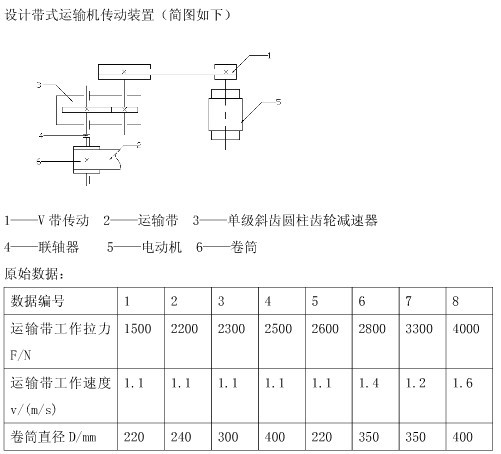 设计带式运输机传动装置（简图如下）
1
3
5
4
2
6
1——V带传动 2——运输带 3——单级斜齿圆柱齿轮减速器
4——联轴器 5——电动机 6——卷筒
原始数据：
数据编号 1 2 3 4 5 6 7 8
运输带工作拉力 1500 2200 2300 2500 2600 2800 3300 4000
F/N
运输带工作速度 1.1 1.1 1.1 1.1 1.1 1.4 1.2 1.6
v/(m/s)
卷筒直径D/mm 220 240 300 400 220 350 350 400